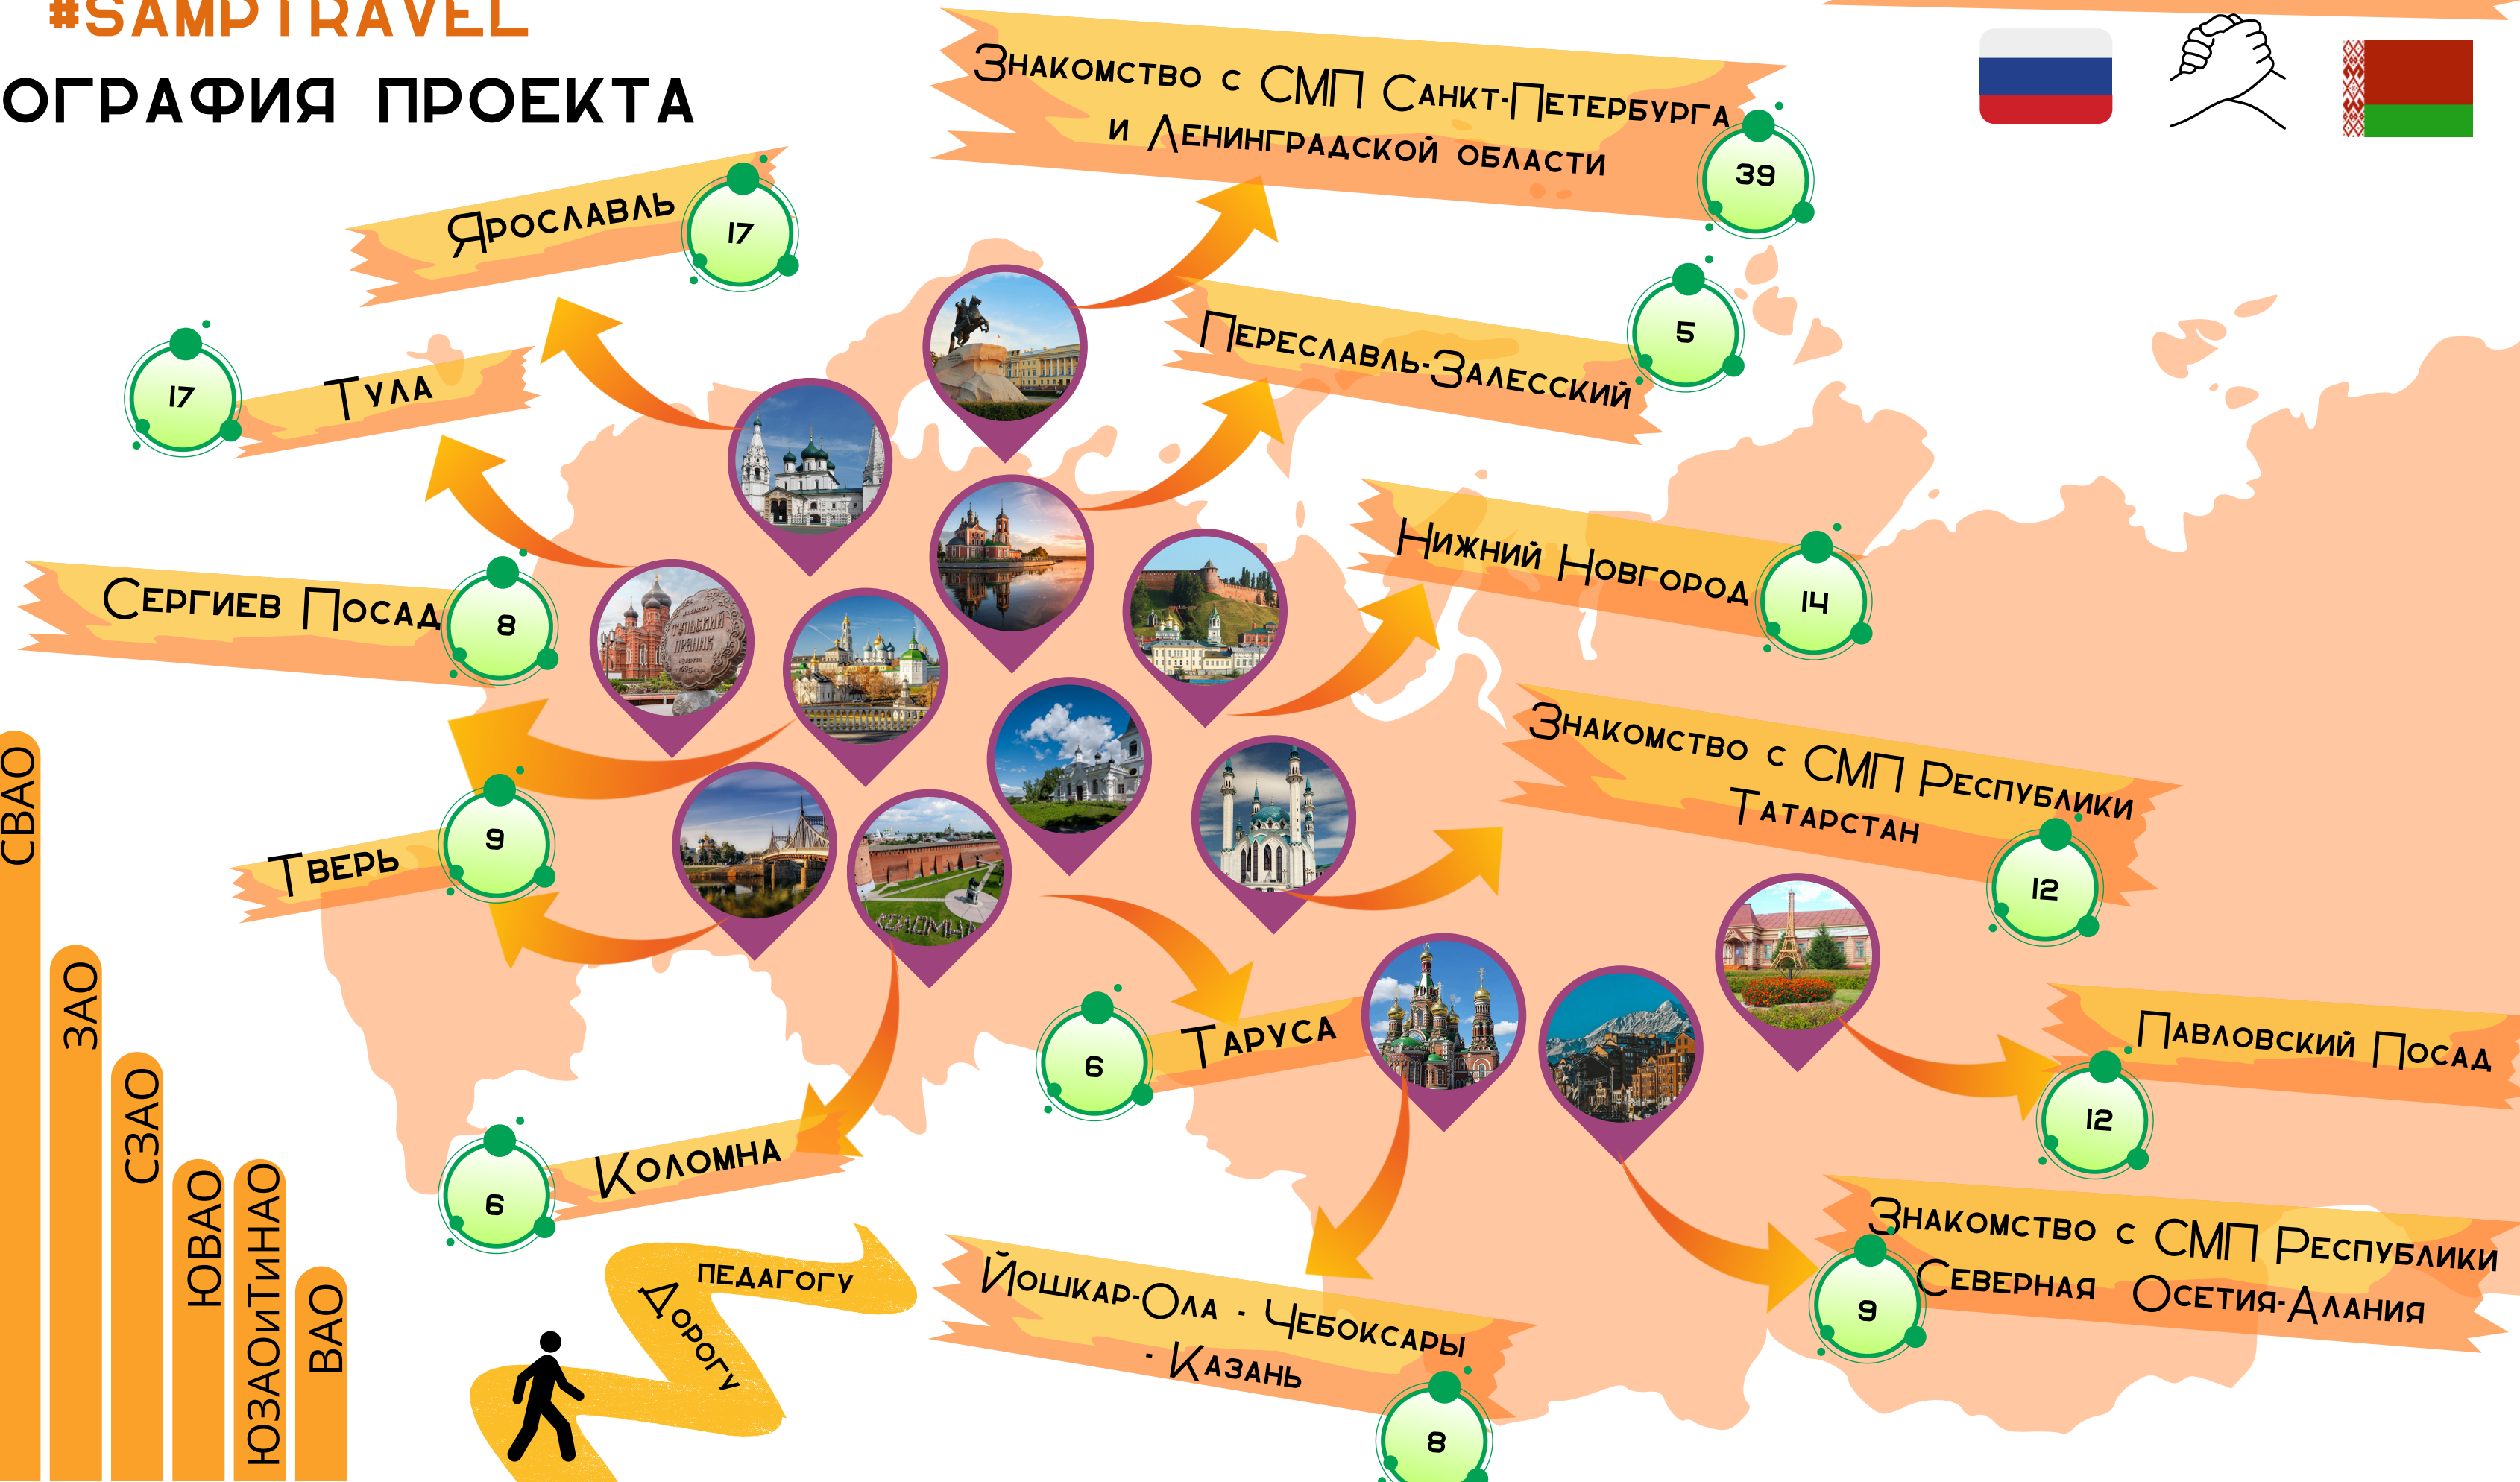 #SAMPTRAVEL
ОГРАФИЯ ПРОЕКТА
Знакомство с СМП Санкт-Петербурга
и Ленинградской области
39
Ярославль
17
Переславль-Залесский
5
Тула
17
Нижний Новгород
14
Сергиев Посад
8
ТУЛЬСКИЙ
ПРЯНИК
Знакомство с СМП Республики
Татарстан
12
Тверь
9
КОЛОМНА
Таруса
6
Павловский Посад
12
Коломна
6
Знакомство с СМП Республики
Северная Осетия-Алания
9
Йошкар-Ола - Чебоксары
- Казань
8
Дорогу
педагогу
СВАО
ЗАО
СЗАО
ЮВАО
ЮЗАОиТиНАО
ВАО